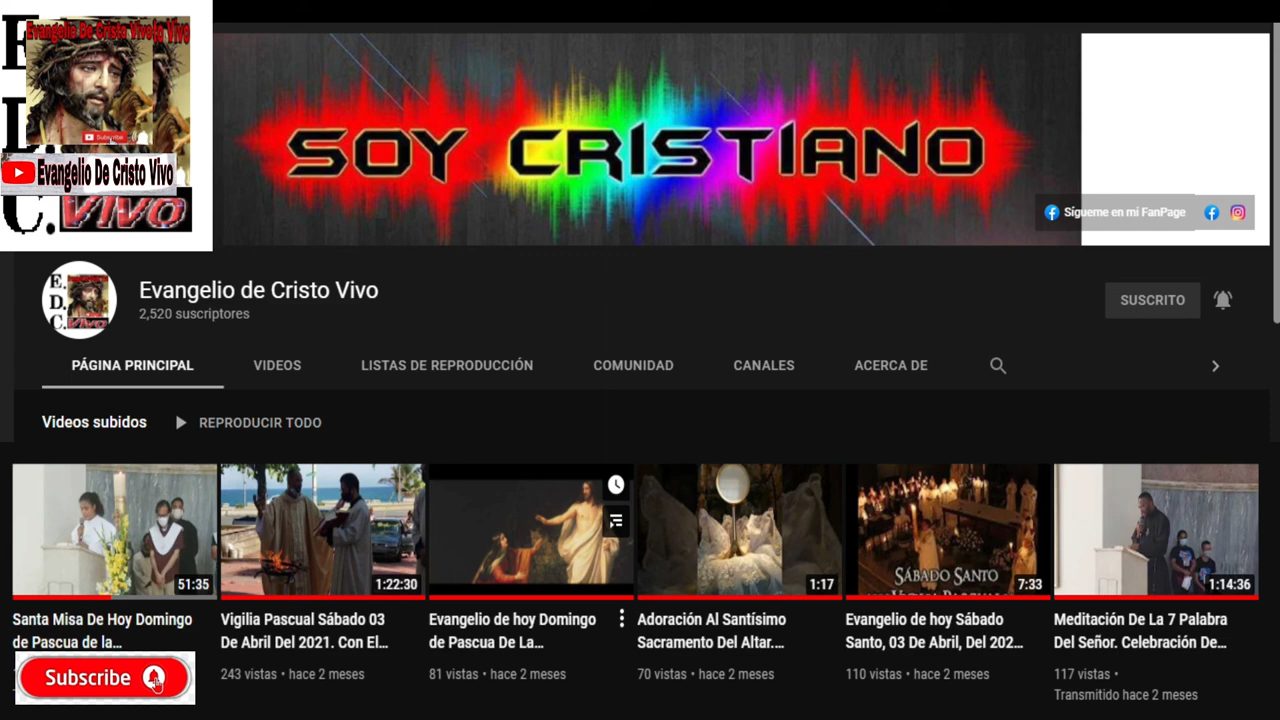 Evangelio De Cristo Vivo
Subscribe
Evangelio De Cristo Vivo
E
D
C.
VIVO
SOY CRISTIANO
Sígueme en mi FanPage
E.
D.
C.
VIVO
Evangelio de Cristo Vivo
2,520 suscriptores
SUSCRITO
PÁGINA PRINCIPAL VIDEOS LISTAS DE REPRODUCCIÓN COMUNIDAD CANALES ACERCA DE
Videos subidos REPRODUCIR TODO
51:35
1:22:30
1:17
SÁBADO SANTO
7:33
1:14:36
Santa Misa De Hoy Domingo
de Pascua de la...
Subscribe
Vigilia Pascual Sábado 03
De Abril Del 2021. Con El...
243 vistas • hace 2 meses
Evangelio de hoy Domingo
de Pascua De La...
81 vistas • hace 2 meses
Adoración Al Santísimo
Sacramento Del Altar....
70 vistas • hace 2 meses
Evangelio de hoy Sábado
Santo, 03 De Abril, Del 202...
110 vistas • hace 2 meses
Meditación De La 7 Palabra
Del Señor. Celebración De...
117 vistas •
Transmitido hace 2 meses